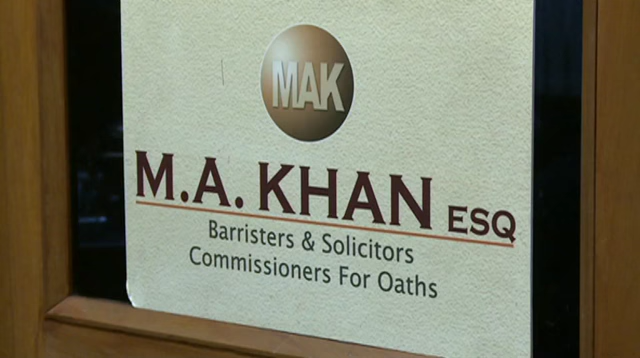 MAK
M.A. KHAN ESQ
Barristers & Solicitors
Commissioners For Oaths